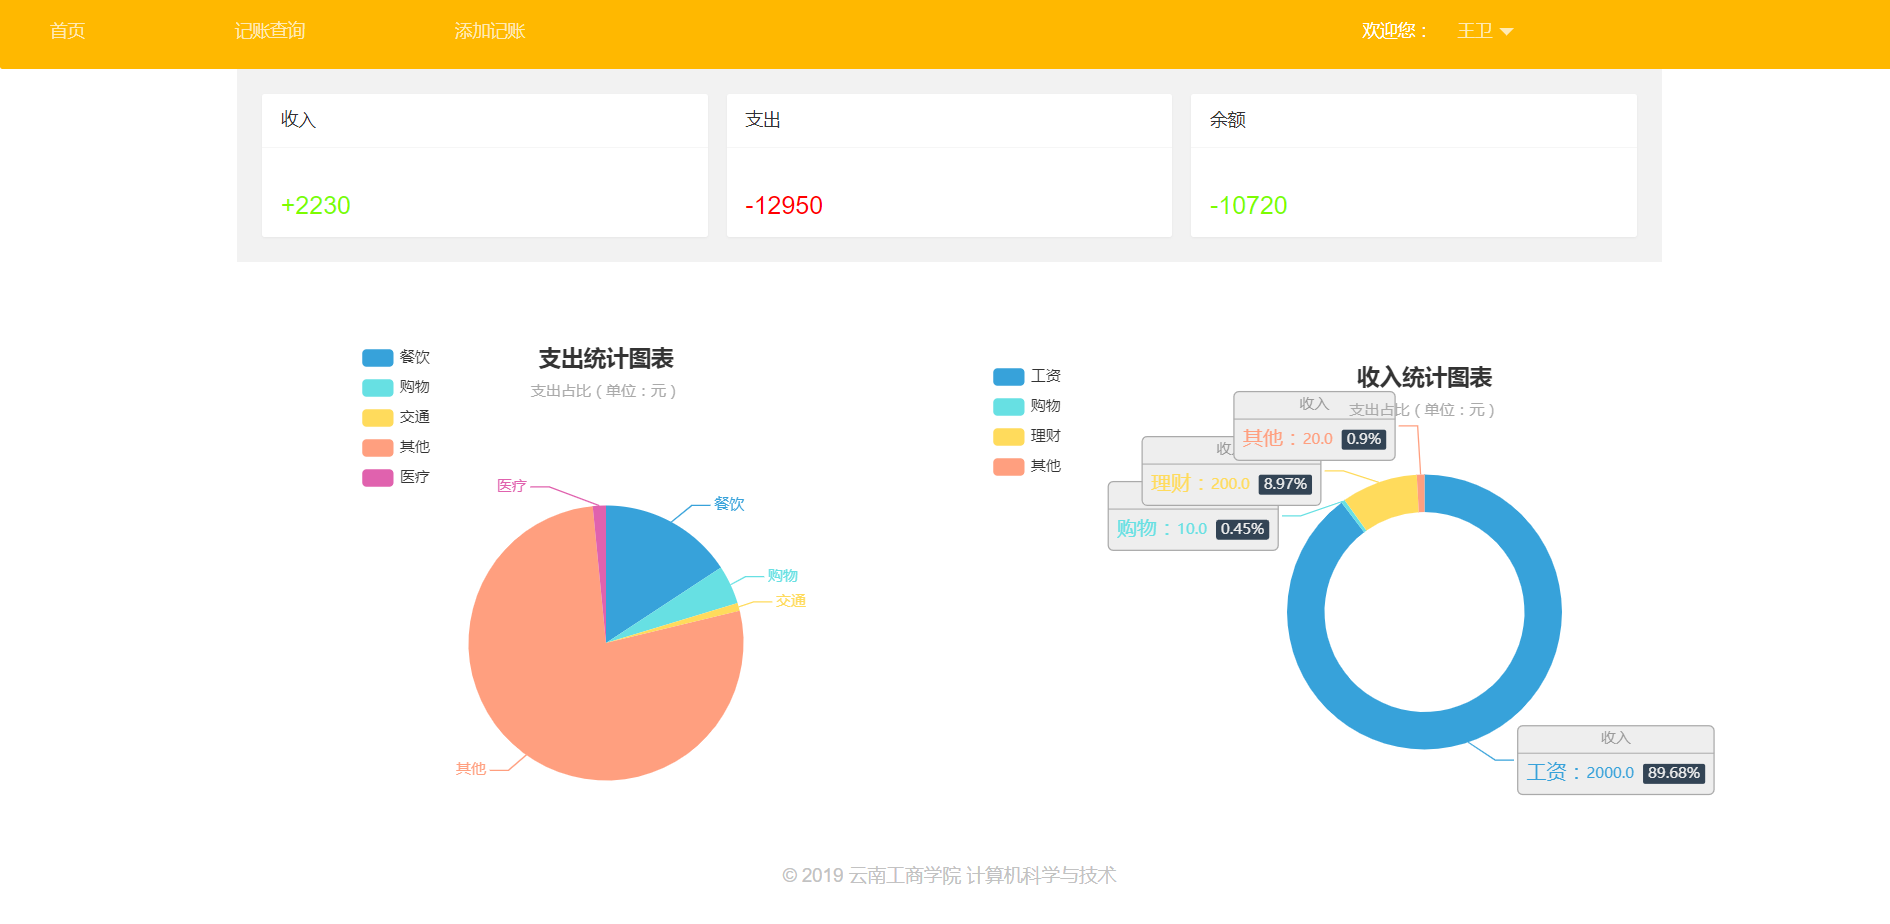 首页 记账查询 添加记账 欢迎您： 王卫
收入
+2230
支出
-12950
余额
-10720
餐饮
购物
交通
其他
医疗
支出统计图表
支出占比（单位：元）
医疗
餐饮
购物
交通
其他
工资
购物
理财
其他
收入统计图表
支出占比（单位：元）
收入
其他：20.0 0.9%
收
理财：200.0 8.97%
购物：10.0 0.45%
收入
工资：2000.0 89.68%
© 2019 云南工商学院 计算机科学与技术